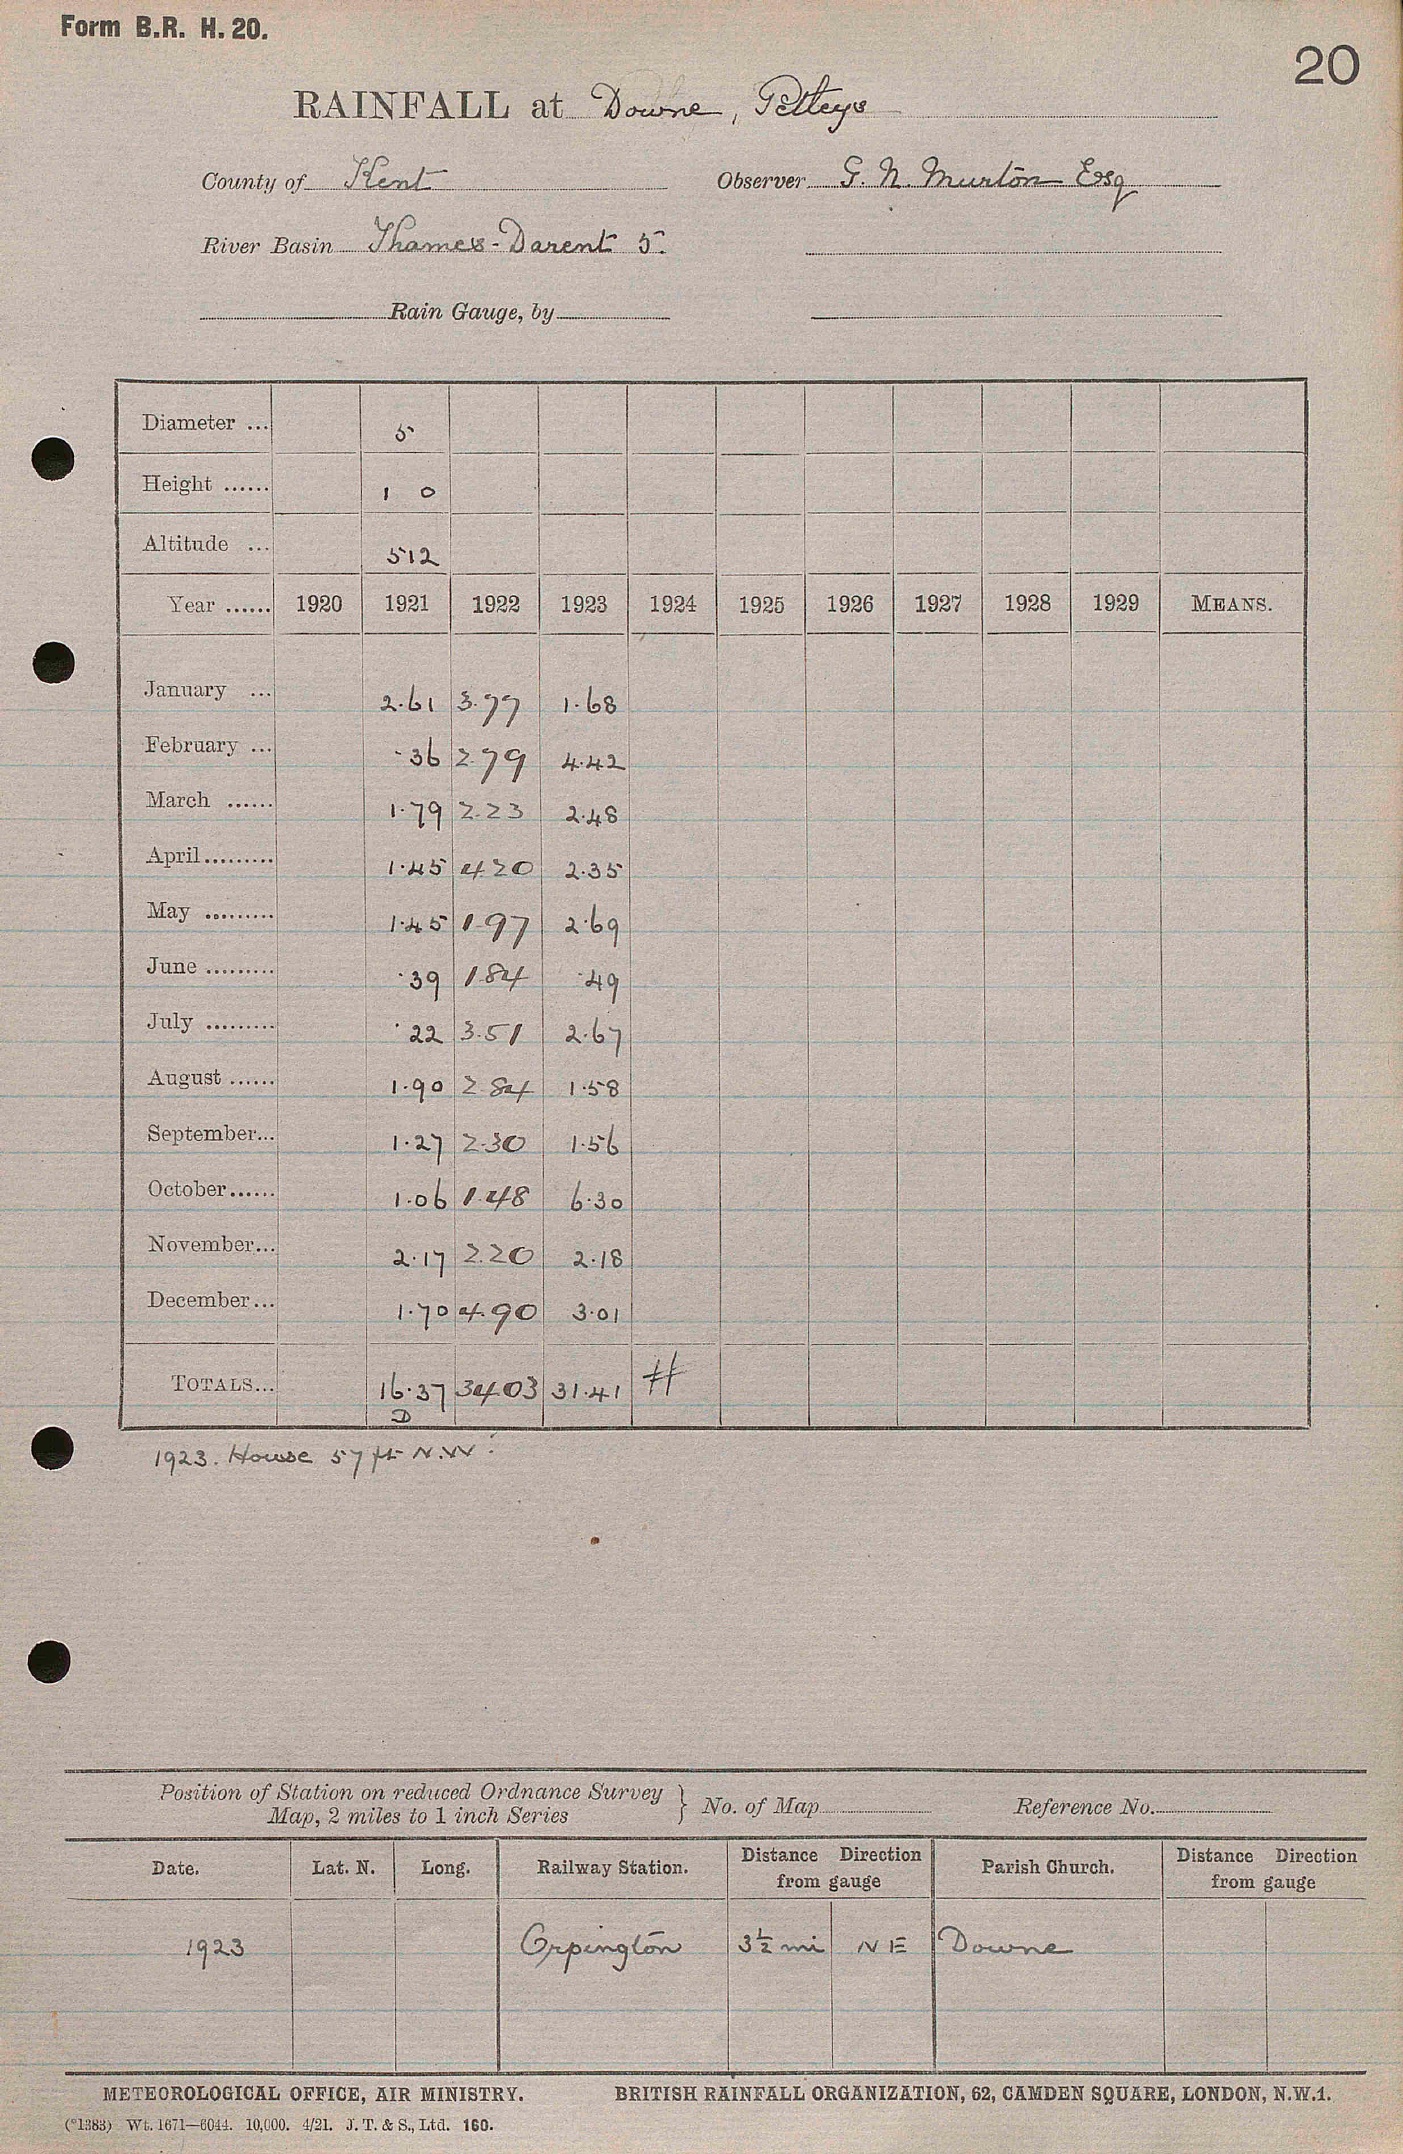 Form B.R. H. 20.
20
RAINFALL at Downe, Petleys
County of Kent Observer G. N. Murton Esq
River Basin Thames - Darent 5.
Rain Gauge, by
Diameter ... 5
Height ...... 1 0
Altitude ... 512
Year ...... 1920 1921 1922 1923 1924 1925 1926 1927 1928 1929 MEANS.
January ... 2.61 3.77 1.68
February ... .36 2.79 4.42
March ...... 1.79 2.23 2.48
April ......... 1.45 4.20 2.35
May ......... 1.45 1.97 2.69
June ......... .39 1.84 .49
July ......... .22 3.51 2.67
August ...... 1.90 2.84 1.58
September... 1.27 2.30 1.56
October...... 1.06 1.48 6.30
November... 2.17 2.20 2.18
December... 1.70 4.90 3.01
TOTALS... 16.37 34.03 31.41 #
D
1923. House 57 ft N.W.
Position of Station on reduced Ordnance Survey
Map, 2 miles to 1 inch Series } No. of Map Reference No.
Date. Lat. N. Long. Railway Station. Distance Direction from gauge Parish Church. Distance Direction from gauge
1923 Orpington 3½ mi NE Downe
METEOROLOGICAL OFFICE, AIR MINISTRY. BRITISH RAINFALL ORGANIZATION, 62, CAMDEN SQUARE, LONDON, N.W.1.
(*1383) Wt. 1671—6044. 10,000. 4/21. J. T. & S., Ltd. 160.